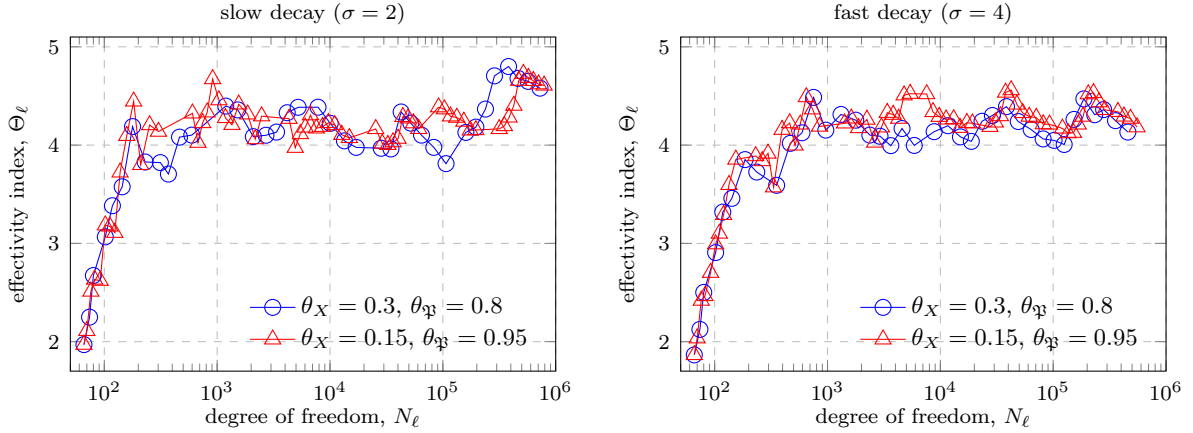 slow decay (σ = 2)
5
4
3
2
effectivity index, Θ_ℓ
θ_X = 0.3, θ_𝔓 = 0.8
θ_X = 0.15, θ_𝔓 = 0.95
10^2 10^3 10^4 10^5 10^6
degree of freedom, N_ℓ
fast decay (σ = 4)
5
4
3
2
effectivity index, Θ_ℓ
θ_X = 0.3, θ_𝔓 = 0.8
θ_X = 0.15, θ_𝔓 = 0.95
10^2 10^3 10^4 10^5 10^6
degree of freedom, N_ℓ